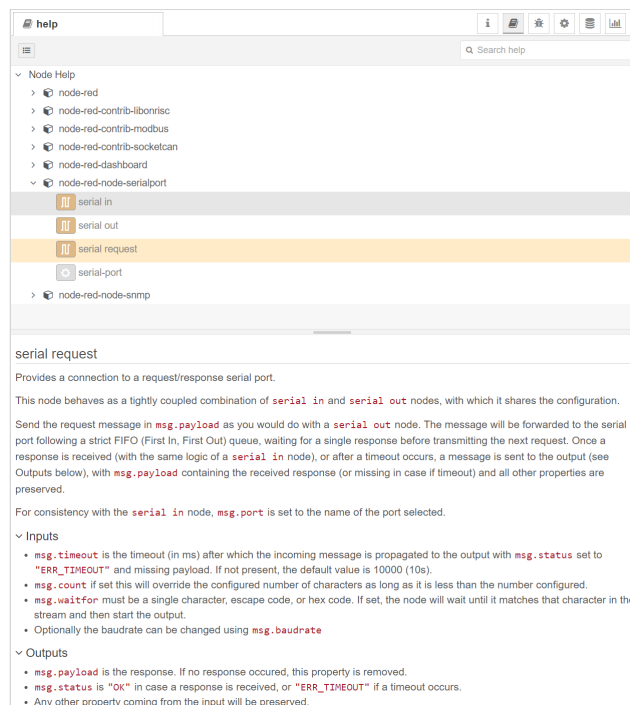 help
Search help
Node Help
node-red
node-red-contrib-libonrisc
node-red-contrib-modbus
node-red-contrib-socketcan
node-red-dashboard
node-red-node-serialport
serial in
serial out
serial request
serial-port
node-red-node-snmp
serial request
Provides a connection to a request/response serial port.
This node behaves as a tightly coupled combination of serial in and serial out nodes, with which it shares the configuration.
Send the request message in msg.payload as you would do with a serial out node. The message will be forwarded to the serial
port following a strict FIFO (First In, First Out) queue, waiting for a single response before transmitting the next request. Once a
response is received (with the same logic of a serial in node), or after a timeout occurs, a message is sent to the output (see
Outputs below), with msg.payload containing the received response (or missing in case if timeout) and all other properties are
preserved.
For consistency with the serial in node, msg.port is set to the name of the port selected.
Inputs
• msg.timeout is the timeout (in ms) after which the incoming message is propagated to the output with msg.status set to
"ERR_TIMEOUT" and missing payload. If not present, the default value is 10000 (10s).
• msg.count if set this will override the configured number of characters as long as it is less than the number configured.
• msg.waitfor must be a single character, escape code, or hex code. If set, the node will wait until it matches that character in the
stream and then start the output.
• Optionally the baudrate can be changed using msg.baudrate
Outputs
• msg.payload is the response. If no response occured, this property is removed.
• msg.status is "OK" in case a response is received, or "ERR_TIMEOUT" if a timeout occurs.
• Any other property coming from the input will be preserved.